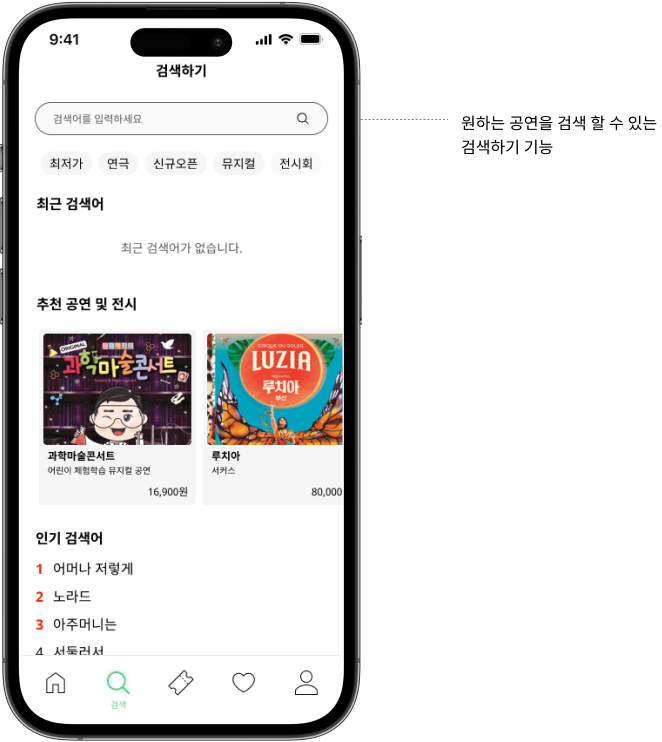 9:41
검색하기
검색어를 입력하세요
원하는 공연을 검색 할 수 있는
검색하기 기능
최저가 연극 신규오픈 뮤지컬 전시회
최근 검색어
최근 검색어가 없습니다.
추천 공연 및 전시
ORIGINAL
과학마술콘서트
CIRQUE DU SOLEIL
LUZIA
루치아
부산
과학마술콘서트
어린이 체험학습 뮤지컬 공연
16,900원
루치아
서커스
80,000
인기 검색어
1 어머나 저렇게
2 노라드
3 아주머니는
4 서둘러서
검색